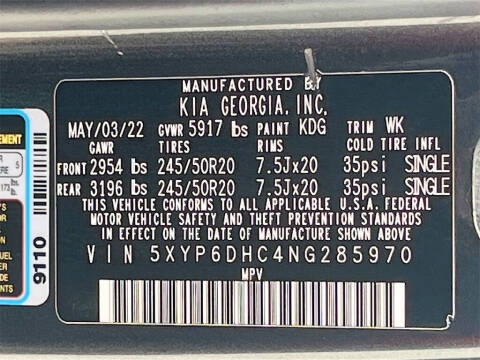 MANUFACTURED BY
KIA GEORGIA, INC.
MAY/03/22 GVWR 5917 lbs PAINT KDG TRIM WK
GAWR TIRES RIMS COLD TIRE INFL
FRONT 2954 lbs 245/50R20 7.5Jx20 35psi SINGLE
REAR 3196 lbs 245/50R20 7.5Jx20 35psi SINGLE
THIS VEHICLE CONFORMS TO ALL APPLICABLE U.S.A. FEDERAL
MOTOR VEHICLE SAFETY AND THEFT PREVENTION STANDARDS
IN EFFECT ON THE DATE OF MANUFACTURE SHOWN ABOVE
VIN 5XYP6DHC4NG285970
MPV
9110